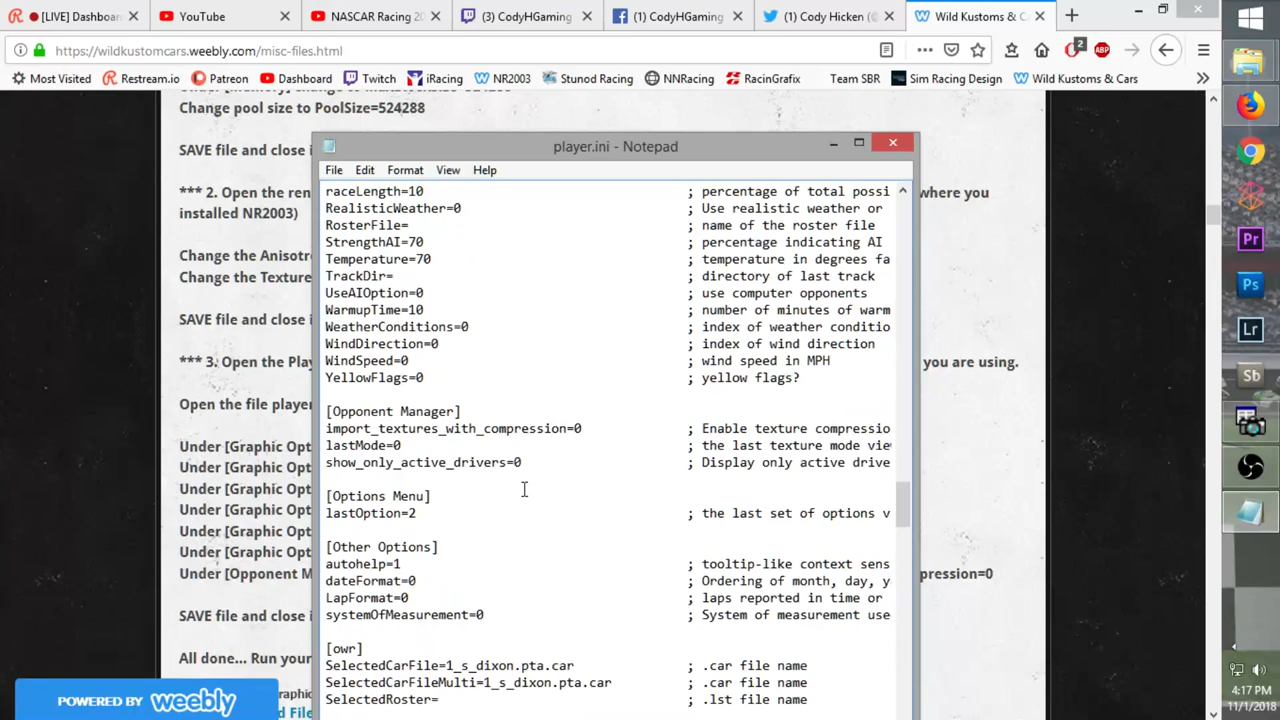 [LIVE] Dashboar
YouTube
NASCAR Racing 20
(3) CodyHGaming
(1) CodyHGaming
(1) Cody Hicken (@
Wild Kustoms & C
https://wildkustomcars.weebly.com/misc-files.html
2
ABP
Most Visited
Restream.io
Patreon
Dashboard
Twitch
iRacing
NR2003
Stunod Racing
NNRacing
RacinGrafix
Team SBR
Sim Racing Design
Wild Kustoms & Cars
Change pool size to PoolSize=524288
SAVE file and close i
*** 2. Open the ren
where you
installed NR2003)
Change the Anisotr
Change the Texture
SAVE file and close i
*** 3. Open the Play
you are using.
Open the file player
Under [Graphic Opt
Under [Graphic Opt
Under [Graphic Opt
Under [Graphic Opt
Under [Graphic Opt
Under [Graphic Opt
Under [Opponent M
pression=0
SAVE file and close i
All done... Run your
player.ini - Notepad
File Edit Format View Help
raceLength=10 ; percentage of total possi
RealisticWeather=0 ; Use realistic weather or
RosterFile= ; name of the roster file
StrengthAI=70 ; percentage indicating AI
Temperature=70 ; temperature in degrees fa
TrackDir= ; directory of last track
UseAIOption=0 ; use computer opponents
WarmupTime=10 ; number of minutes of warm
WeatherConditions=0 ; index of weather conditio
WindDirection=0 ; index of wind direction
WindSpeed=0 ; wind speed in MPH
YellowFlags=0 ; yellow flags?
[Opponent Manager]
import_textures_with_compression=0 ; Enable texture compressio
lastMode=0 ; the last texture mode vie
show_only_active_drivers=0 ; Display only active drive
[Options Menu]
lastOption=2 ; the last set of options v
[Other Options]
autohelp=1 ; tooltip-like context sens
dateFormat=0 ; Ordering of month, day, y
LapFormat=0 ; laps reported in time or
systemOfMeasurement=0 ; System of measurement use
[owr]
SelectedCarFile=1_s_dixon.pta.car ; .car file name
SelectedCarFileMulti=1_s_dixon.pta.car ; .car file name
SelectedRoster= ; .lst file name
POWERED BY weebly
Pr
Ps
Lr
Sb
4:17 PM
11/1/2018